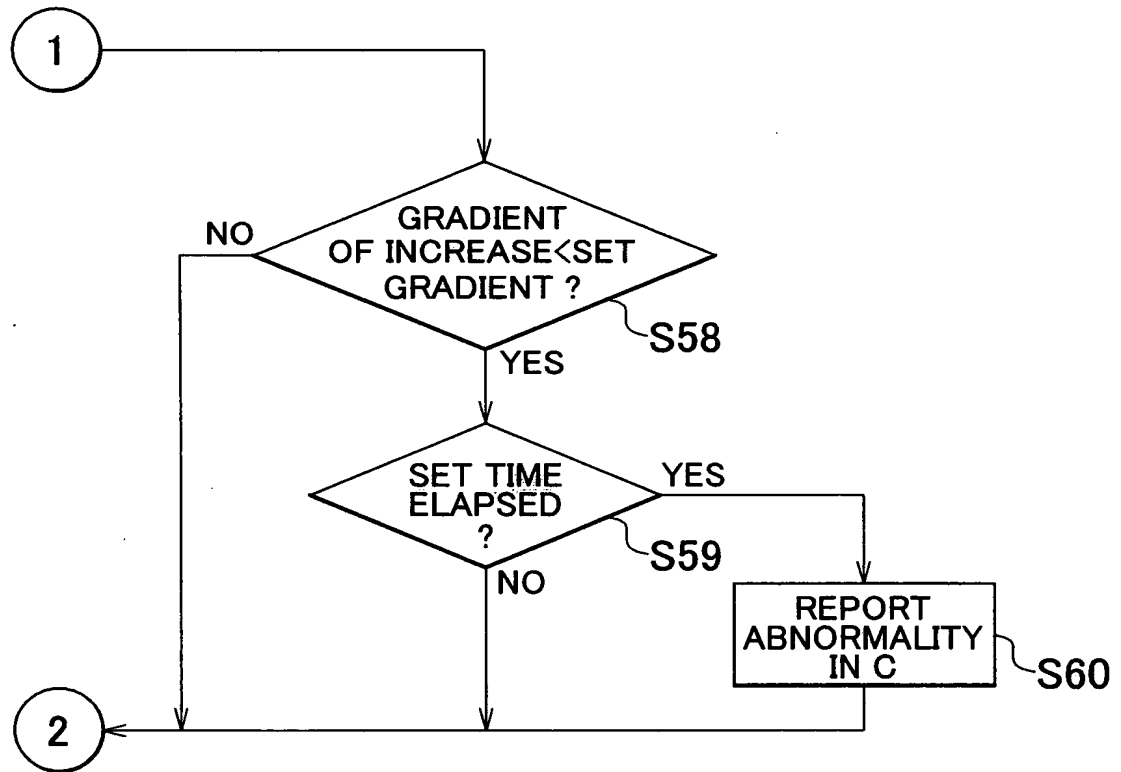 1
GRADIENT
OF INCREASE<SET
GRADIENT ?
NO
S58
YES
SET TIME
ELAPSED
?
YES
S59
NO
REPORT
ABNORMALITY
IN C
S60
2